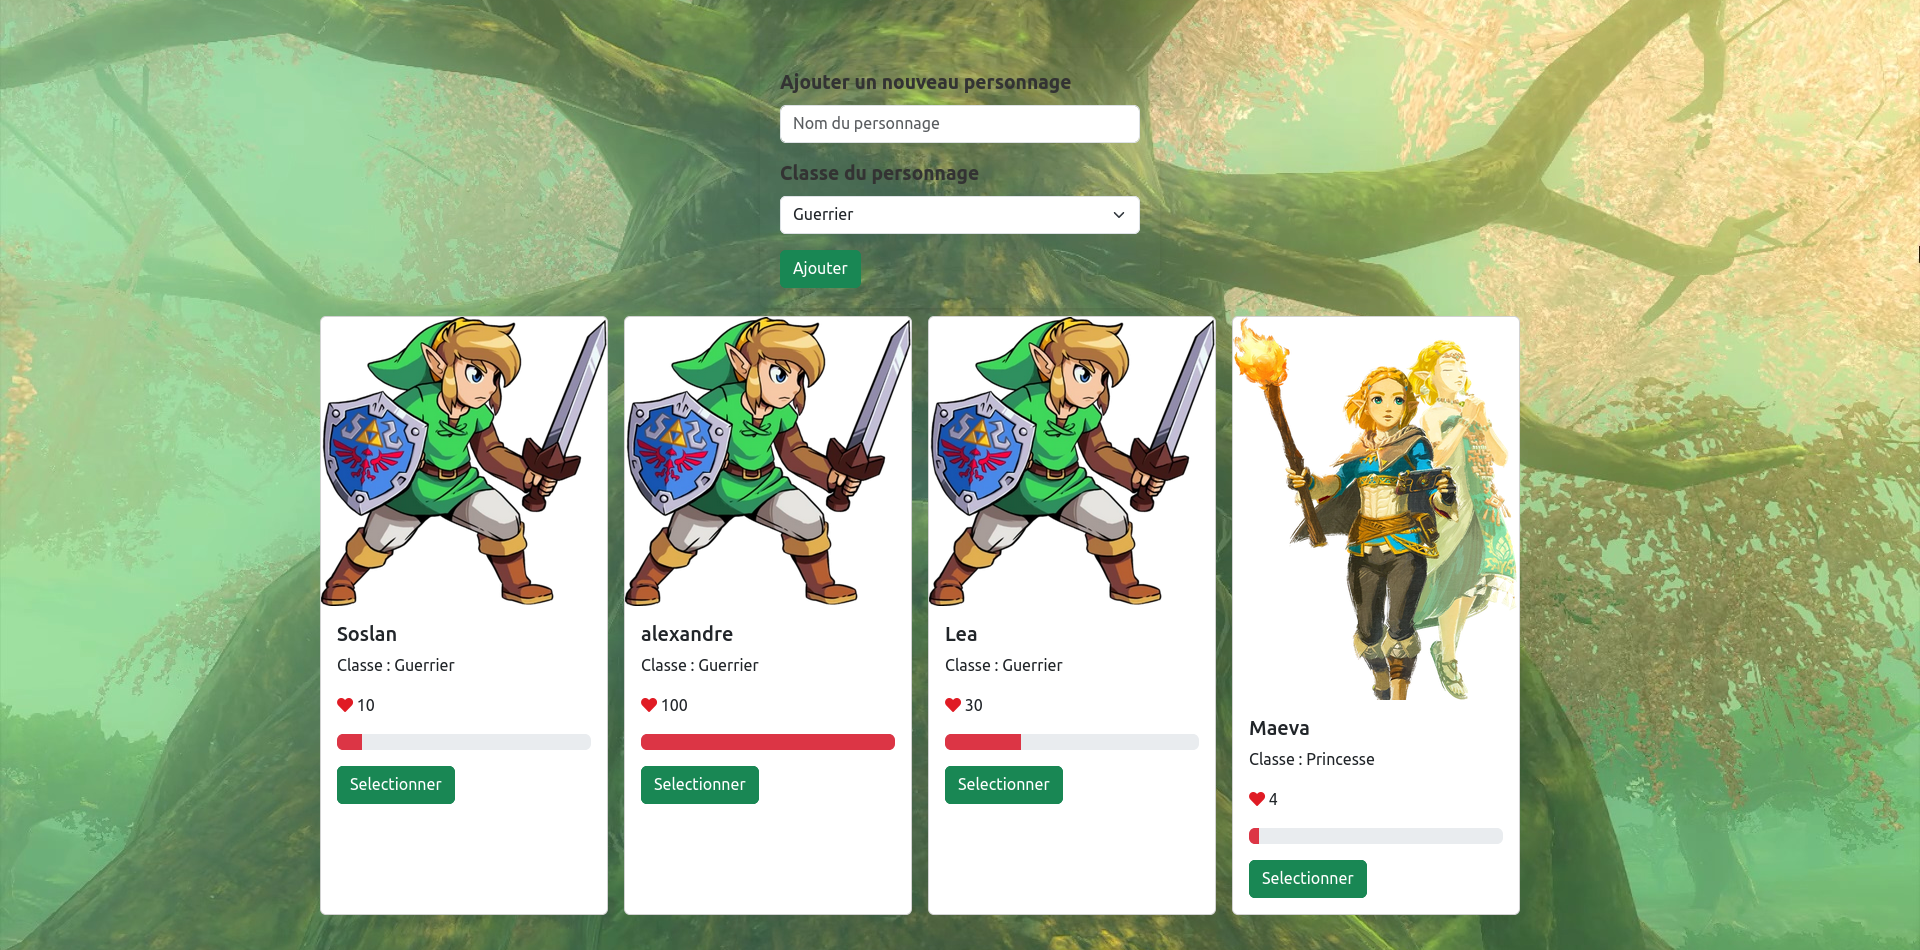 Ajouter un nouveau personnage
Nom du personnage
Classe du personnage
Guerrier
Ajouter
Soslan
Classe : Guerrier
10
Selectionner
alexandre
Classe : Guerrier
100
Selectionner
Lea
Classe : Guerrier
30
Selectionner
Maeva
Classe : Princesse
4
Selectionner